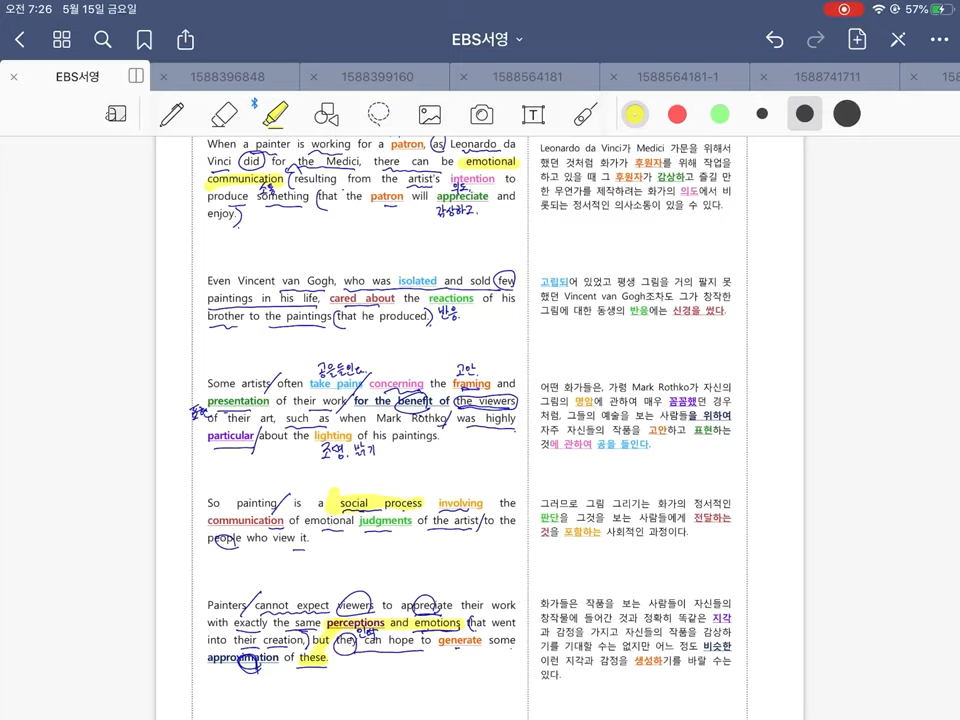 오전 7:26 5월 15일 금요일
57%
EBS서영
EBS서영
1588396848
1588399160
1588564181
1588564181-1
1588741711
158
When a painter is working for a patron, as Leonardo da
Vinci did for the Medici, there can be emotional
communication (resulting from the artist's intention to
소통
의도.
produce something (that the patron will appreciate and
감상하고.
enjoy.)
Leonardo da Vinci가 Medici 가문을 위해서
했던 것처럼 화가가 후원자를 위해 작업을
하고 있을 때 그 후원자가 감상하고 즐길 만
한 무언가를 제작하려는 화가의 의도에서 비
롯되는 정서적인 의사소통이 있을 수 있다.
Even Vincent van Gogh, who was isolated and sold few
paintings in his life, cared about the reactions of his
brother to the paintings (that he produced.)
반응.
고립되어 있었고 평생 그림을 거의 팔지 못
했던 Vincent van Gogh조차도 그가 창작한
그림에 대한 동생의 반응에는 신경을 썼다.
고안.
Some artists often take pains concerning the framing and
presentation of their work for the benefit of the viewers
표현
of their art, such as when Mark Rothko was highly
particular about the lighting of his paintings.
조명. 밝기
어떤 화가들은, 가령 Mark Rothko가 자신의
그림의 명암에 관하여 매우 꼼꼼했던 경우
처럼, 그들의 예술을 보는 사람들을 위하여
자주 자신들의 작품을 고안하고 표현하는
것에 관하여 공을 들인다.
So painting is a social process involving the
communication of emotional judgments of the artist to the
people who view it.
그러므로 그림 그리기는 화가의 정서적인
판단을 그것을 보는 사람들에게 전달하는
것을 포함하는 사회적인 과정이다.
Painters cannot expect viewers to appreciate their work
with exactly the same perceptions and emotions (that went
인식
into their creation,) but they can hope to generate some
approximation of these.
화가들은 작품을 보는 사람들이 자신들의
창작물에 들어간 것과 정확히 똑같은 지각
과 감정을 가지고 자신들의 작품을 감상하
기를 기대할 수는 없지만 어느 정도 비슷한
이런 지각과 감정을 생성하기를 바랄 수는
있다.